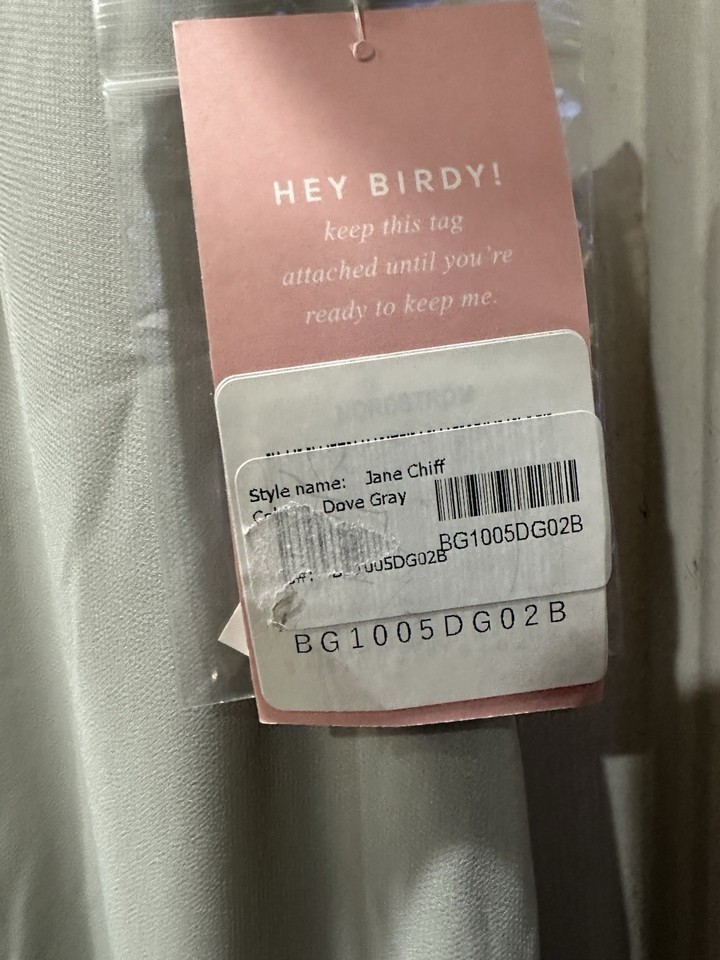 HEY BIRDY!
keep this tag
attached until you're
ready to keep me.
NORDSTROM
Style name: Jane Chiff
Dove Gray
BG1005DG02B
BG1005DG02B